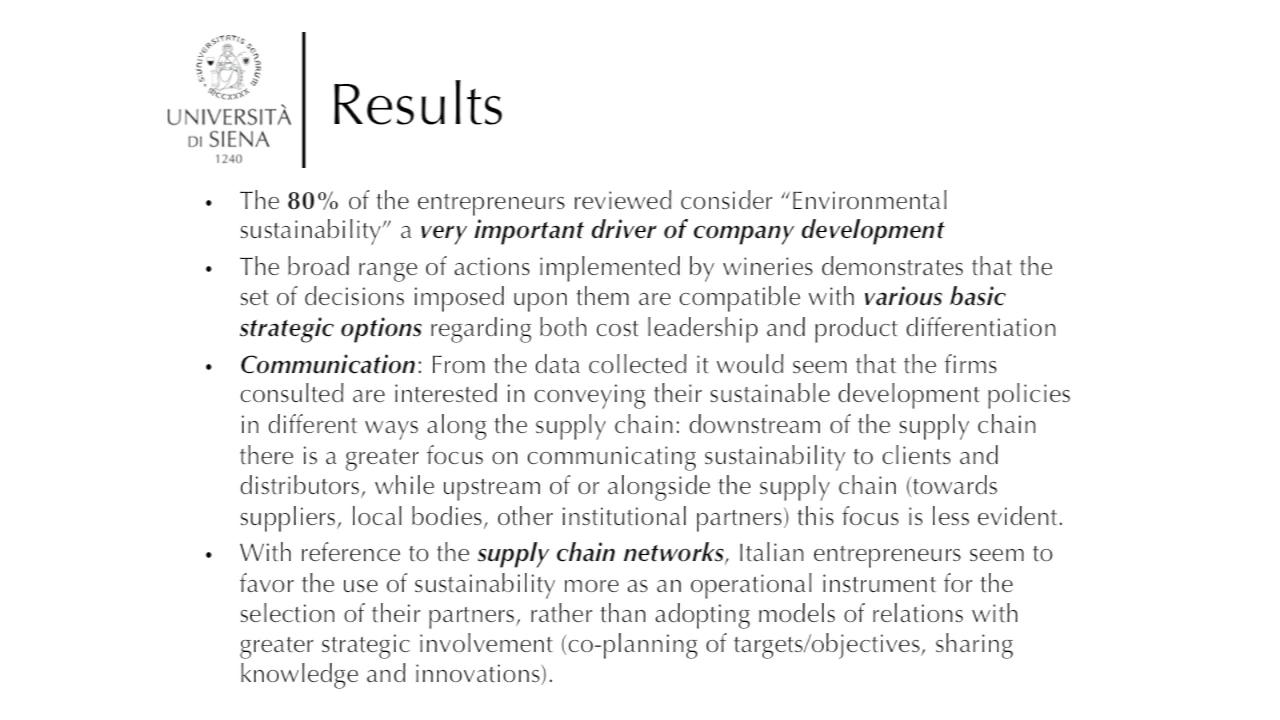 UNIVERSITÀ
DI SIENA
1240
Results
• The 80% of the entrepreneurs reviewed consider “Environmental
sustainability” a very important driver of company development
• The broad range of actions implemented by wineries demonstrates that the
set of decisions imposed upon them are compatible with various basic
strategic options regarding both cost leadership and product differentiation
• Communication: From the data collected it would seem that the firms
consulted are interested in conveying their sustainable development policies
in different ways along the supply chain: downstream of the supply chain
there is a greater focus on communicating sustainability to clients and
distributors, while upstream of or alongside the supply chain (towards
suppliers, local bodies, other institutional partners) this focus is less evident.
• With reference to the supply chain networks, Italian entrepreneurs seem to
favor the use of sustainability more as an operational instrument for the
selection of their partners, rather than adopting models of relations with
greater strategic involvement (co-planning of targets/objectives, sharing
knowledge and innovations).